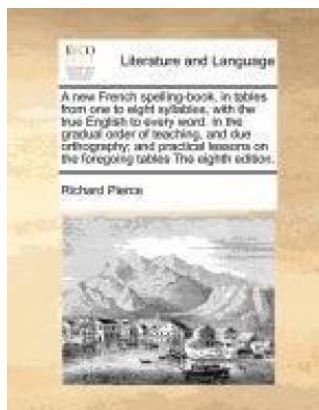 ECCO
Literature and Language
A new French spelling-book, in tables
from one to eight syllables, with the
true English to every word. In the
gradual order of teaching, and due
orthography; and practical lessons on
the foregoing tables The eighth edition.
Richard Pierce